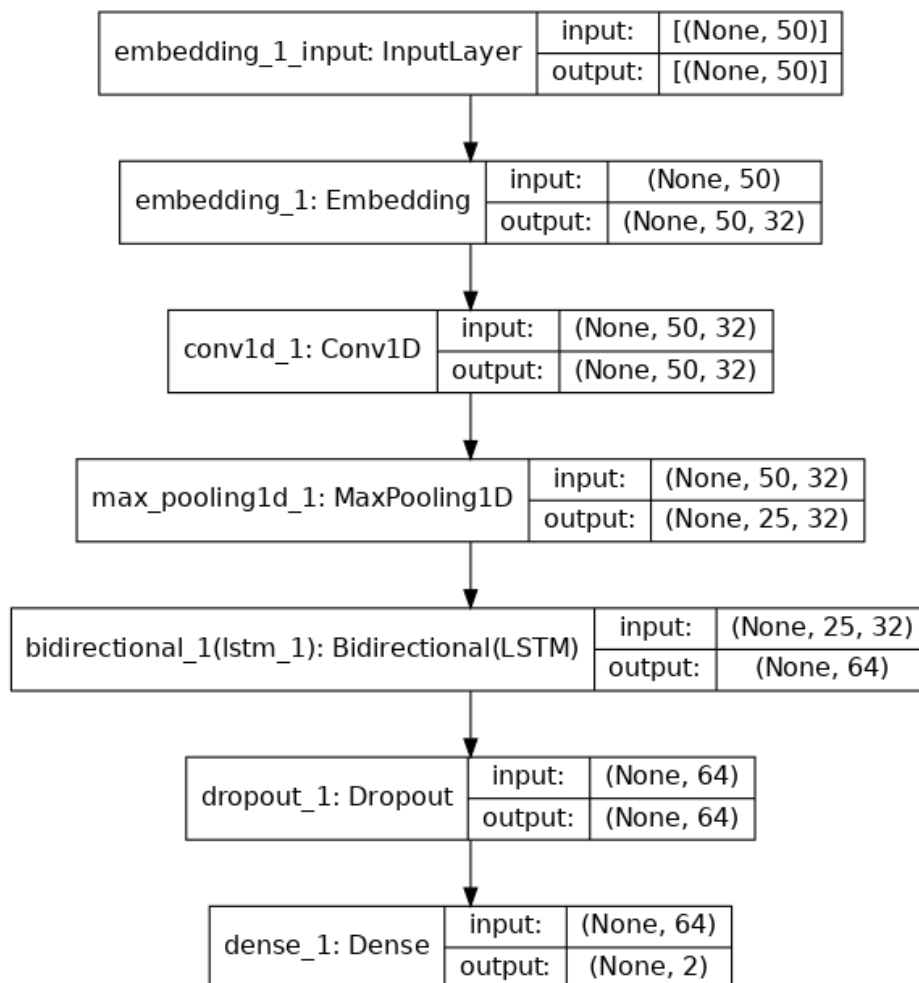 embedding_1_input: InputLayer
input: [(None, 50)]
output: [(None, 50)]
embedding_1: Embedding
input: (None, 50)
output: (None, 50, 32)
conv1d_1: Conv1D
input: (None, 50, 32)
output: (None, 50, 32)
max_pooling1d_1: MaxPooling1D
input: (None, 50, 32)
output: (None, 25, 32)
bidirectional_1(lstm_1): Bidirectional(LSTM)
input: (None, 25, 32)
output: (None, 64)
dropout_1: Dropout
input: (None, 64)
output: (None, 64)
dense_1: Dense
input: (None, 64)
output: (None, 2)